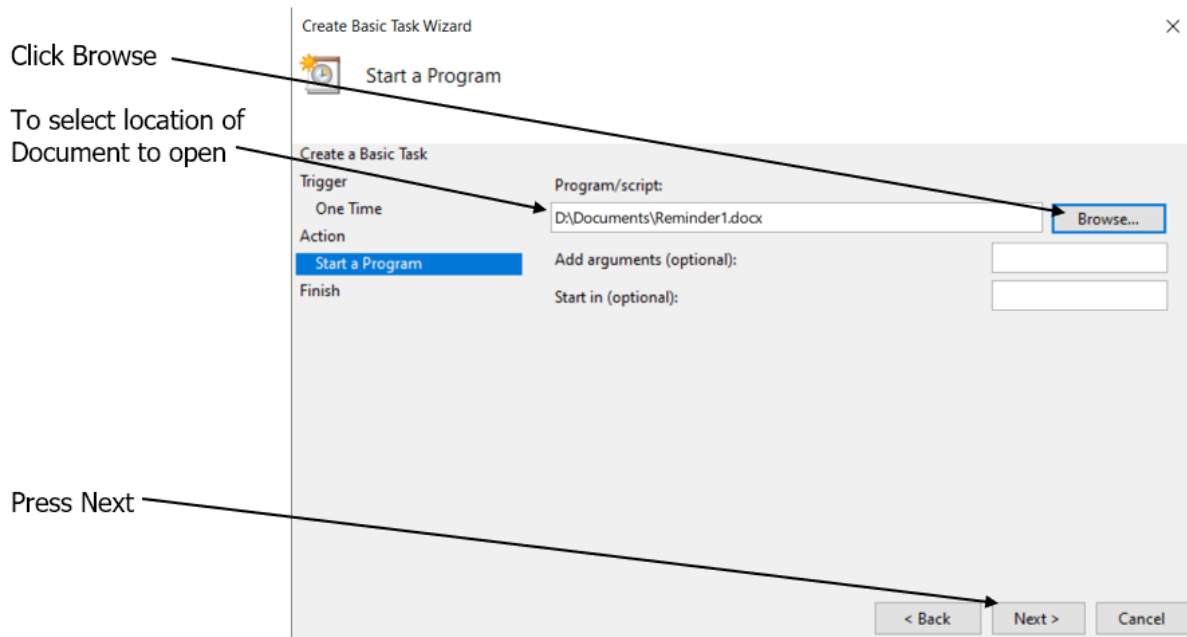 Create Basic Task Wizard
Click Browse
Start a Program
To select location of
Document to open
Create a Basic Task
Trigger
Program/script:
One Time
D:\Documents\Reminder1.docx
Browse...
Action
Start a Program
Add arguments (optional):
Finish
Start in (optional):
Press Next
< Back
Next >
Cancel